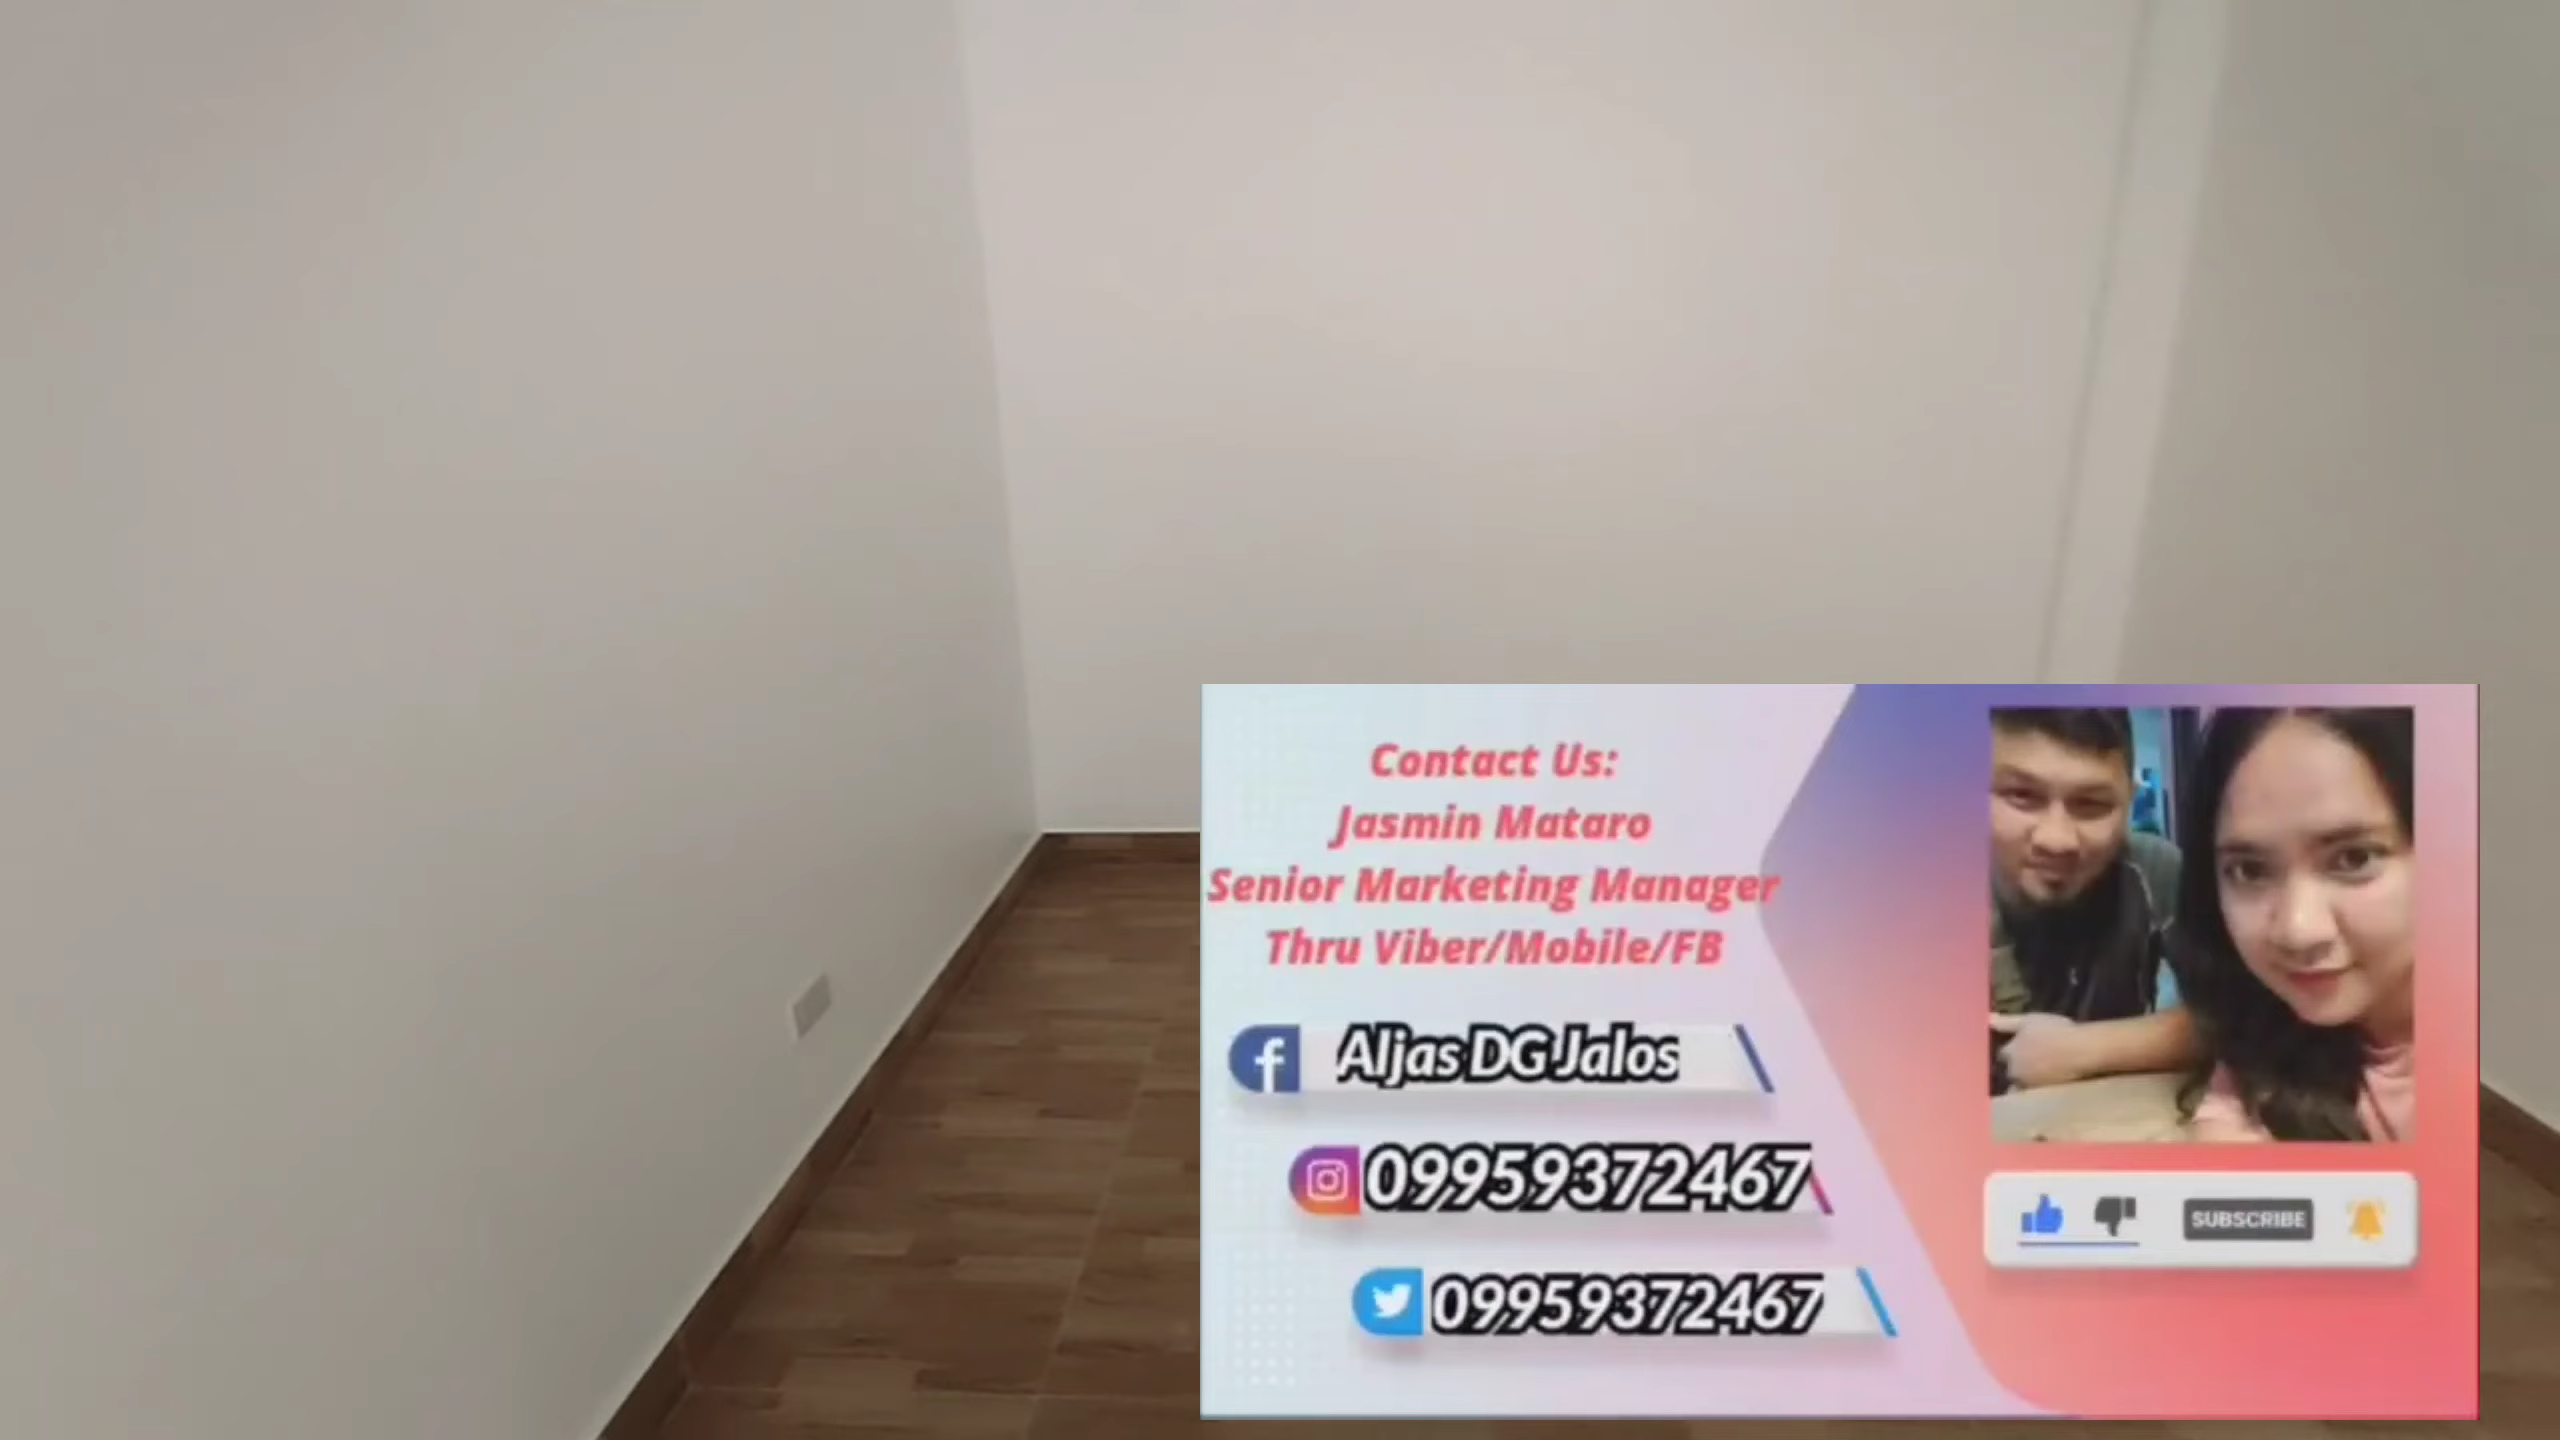 Contact Us:
Jasmin Mataro
Senior Marketing Manager
Thru Viber/Mobile/FB
Aljas DG Jalos
09959372467
09959372467
SUBSCRIBE